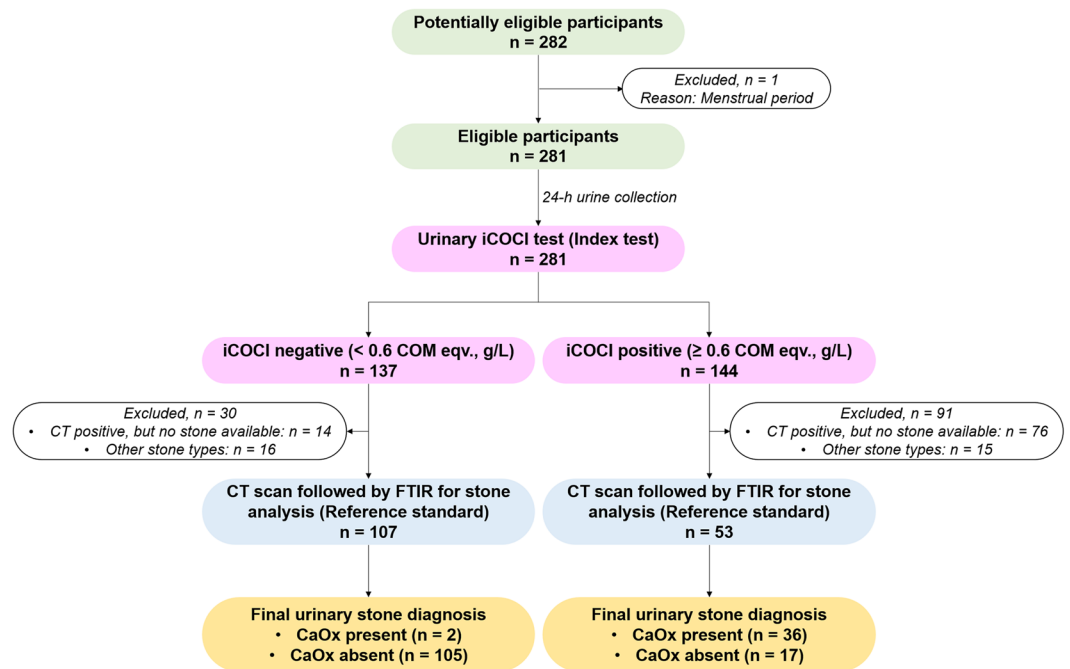 Potentially eligible participants
n = 282
Excluded, n = 1
Reason: Menstrual period
Eligible participants
n = 281
24-h urine collection
Urinary iCOCI test (Index test)
n = 281
iCOCI negative (< 0.6 COM eqv., g/L)
n = 137
iCOCI positive (≥ 0.6 COM eqv., g/L)
n = 144
Excluded, n = 30
• CT positive, but no stone available: n = 14
• Other stone types: n = 16
Excluded, n = 91
• CT positive, but no stone available: n = 76
• Other stone types: n = 15
CT scan followed by FTIR for stone
analysis (Reference standard)
n = 107
CT scan followed by FTIR for stone
analysis (Reference standard)
n = 53
Final urinary stone diagnosis
• CaOx present (n = 2)
• CaOx absent (n = 105)
Final urinary stone diagnosis
• CaOx present (n = 36)
• CaOx absent (n = 17)